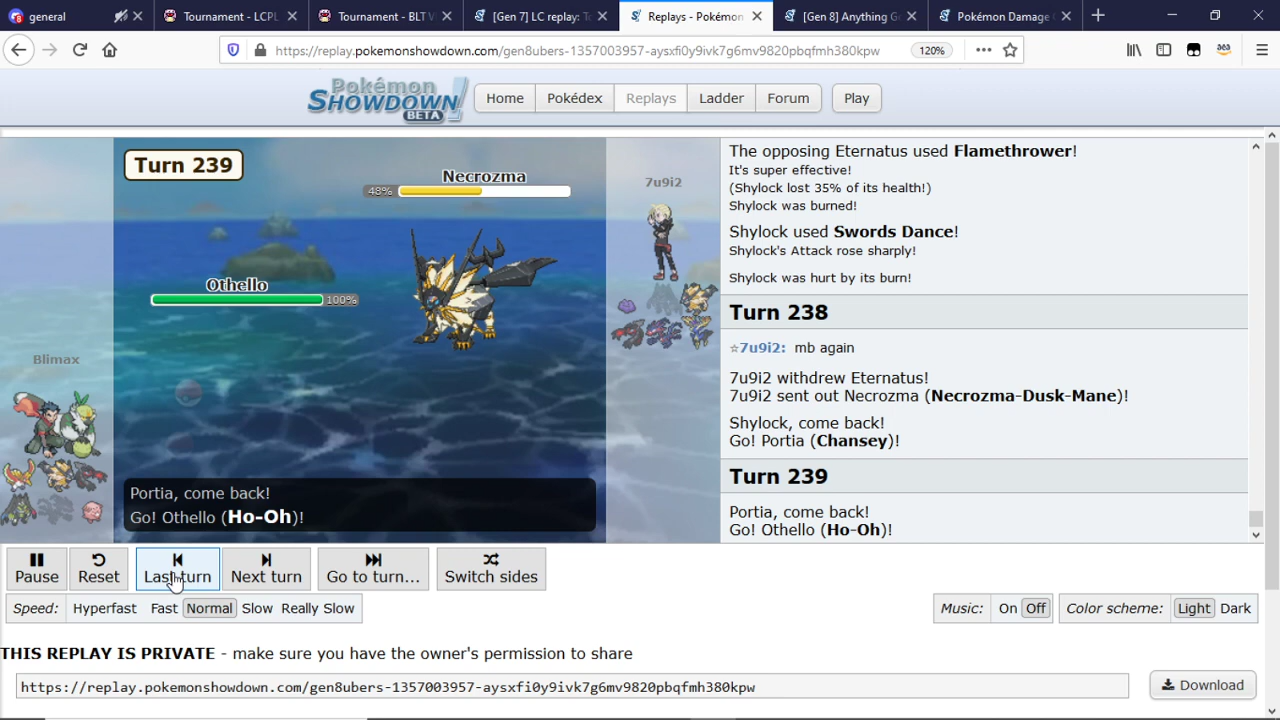 general
Tournament - LCPL
Tournament - BLT V
[Gen 7] LC replay: To
Replays - Pokémon
[Gen 8] Anything Go
Pokémon Damage C
https://replay.pokemonshowdown.com/gen8ubers-1357003957-aysxfi0y9ivk7g6mv9820pbqfmh380kpw
120%
Pokémon
SHOWDOWN!
BETA
Home
Pokédex
Replays
Ladder
Forum
Play
Turn 239
Necrozma
48%
Othello
100%
7u9i2
Blimax
Portia, come back!
Go! Othello (Ho-Oh)!
The opposing Eternatus used Flamethrower!
It's super effective!
(Shylock lost 35% of its health!)
Shylock was burned!
Shylock used Swords Dance!
Shylock's Attack rose sharply!
Shylock was hurt by its burn!
Turn 238
☆7u9i2: mb again
7u9i2 withdrew Eternatus!
7u9i2 sent out Necrozma (Necrozma-Dusk-Mane)!
Shylock, come back!
Go! Portia (Chansey)!
Turn 239
Portia, come back!
Go! Othello (Ho-Oh)!
Pause
Reset
Last turn
Next turn
Go to turn...
Switch sides
Speed: Hyperfast Fast Normal Slow Really Slow
Music: On Off
Color scheme: Light Dark
THIS REPLAY IS PRIVATE - make sure you have the owner's permission to share
https://replay.pokemonshowdown.com/gen8ubers-1357003957-aysxfi0y9ivk7g6mv9820pbqfmh380kpw
Download